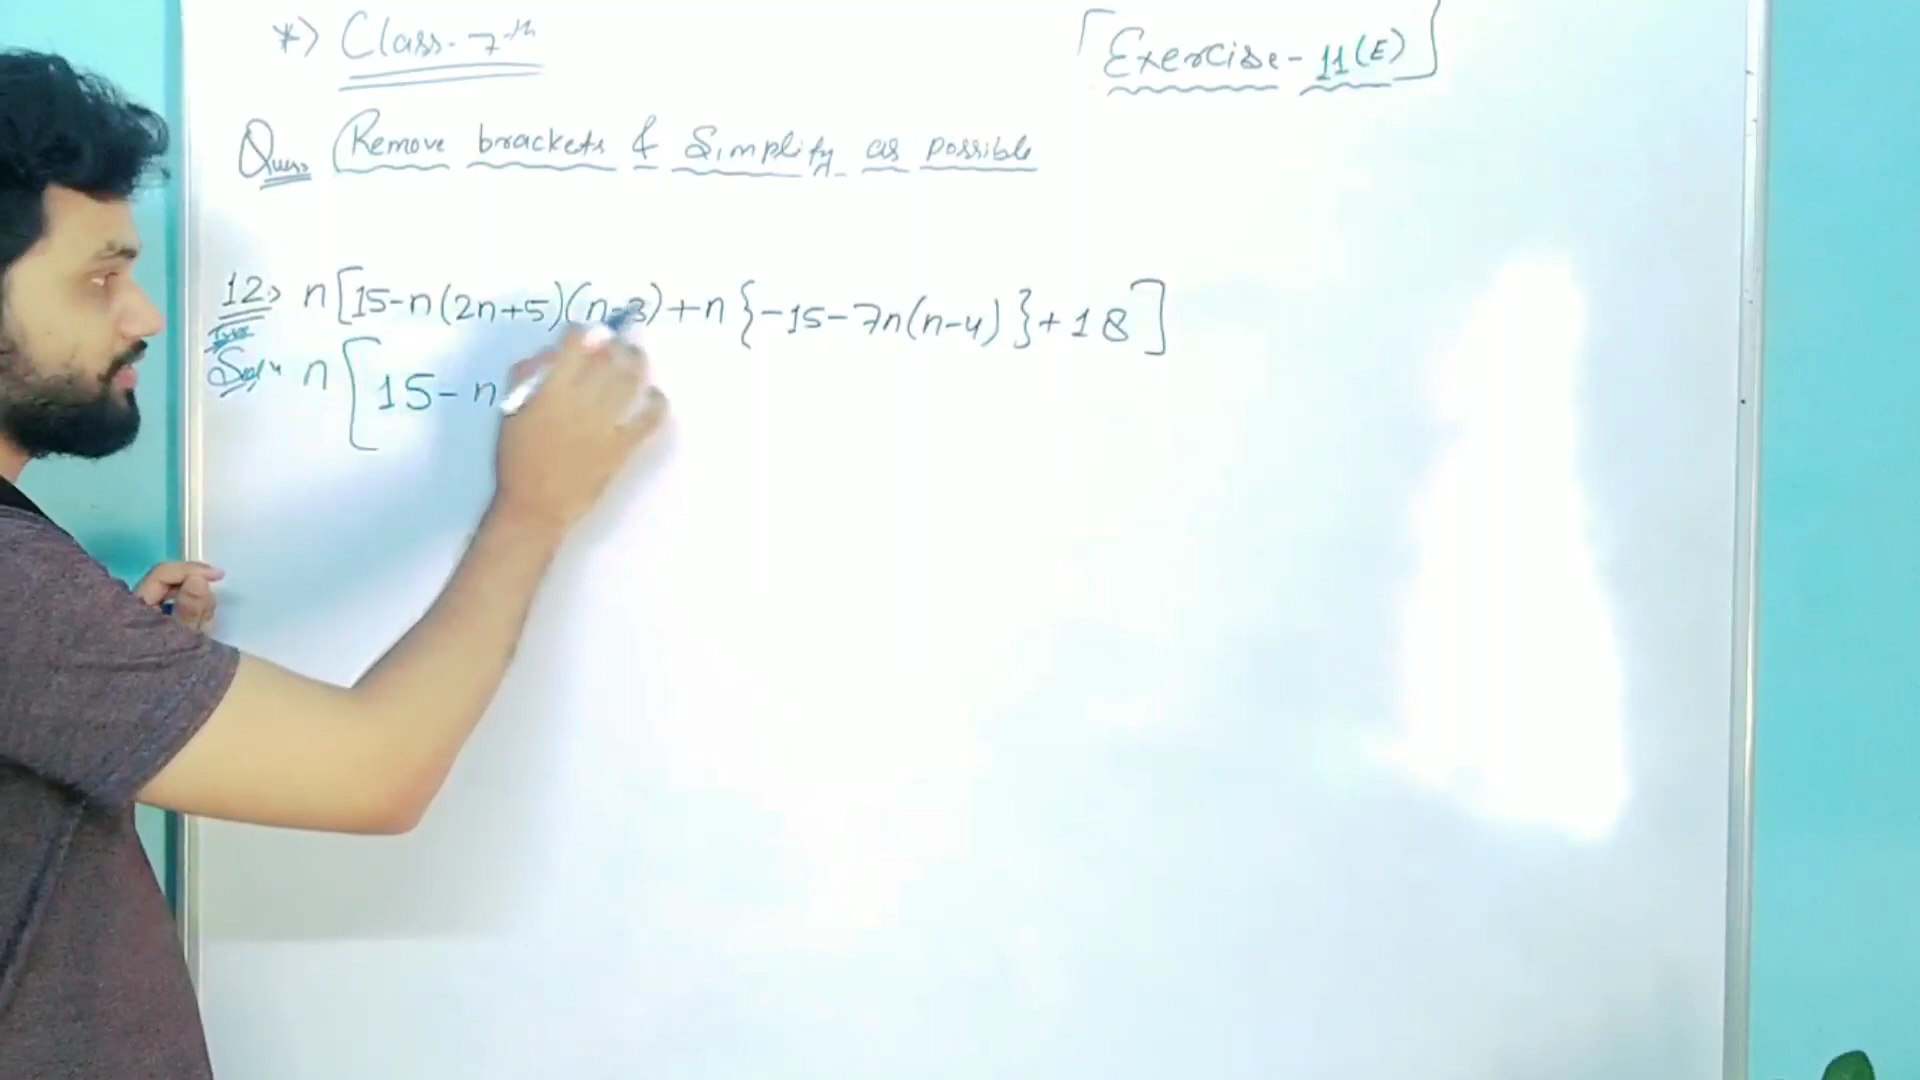 *) Class-7th
[Exercise-11(E)]
Ques (Remove brackets & Simplify as possible
12> n[15-n(2n+5)(n-3)+n{-15-7n(n-4)}+18]
Sol n n[15-n